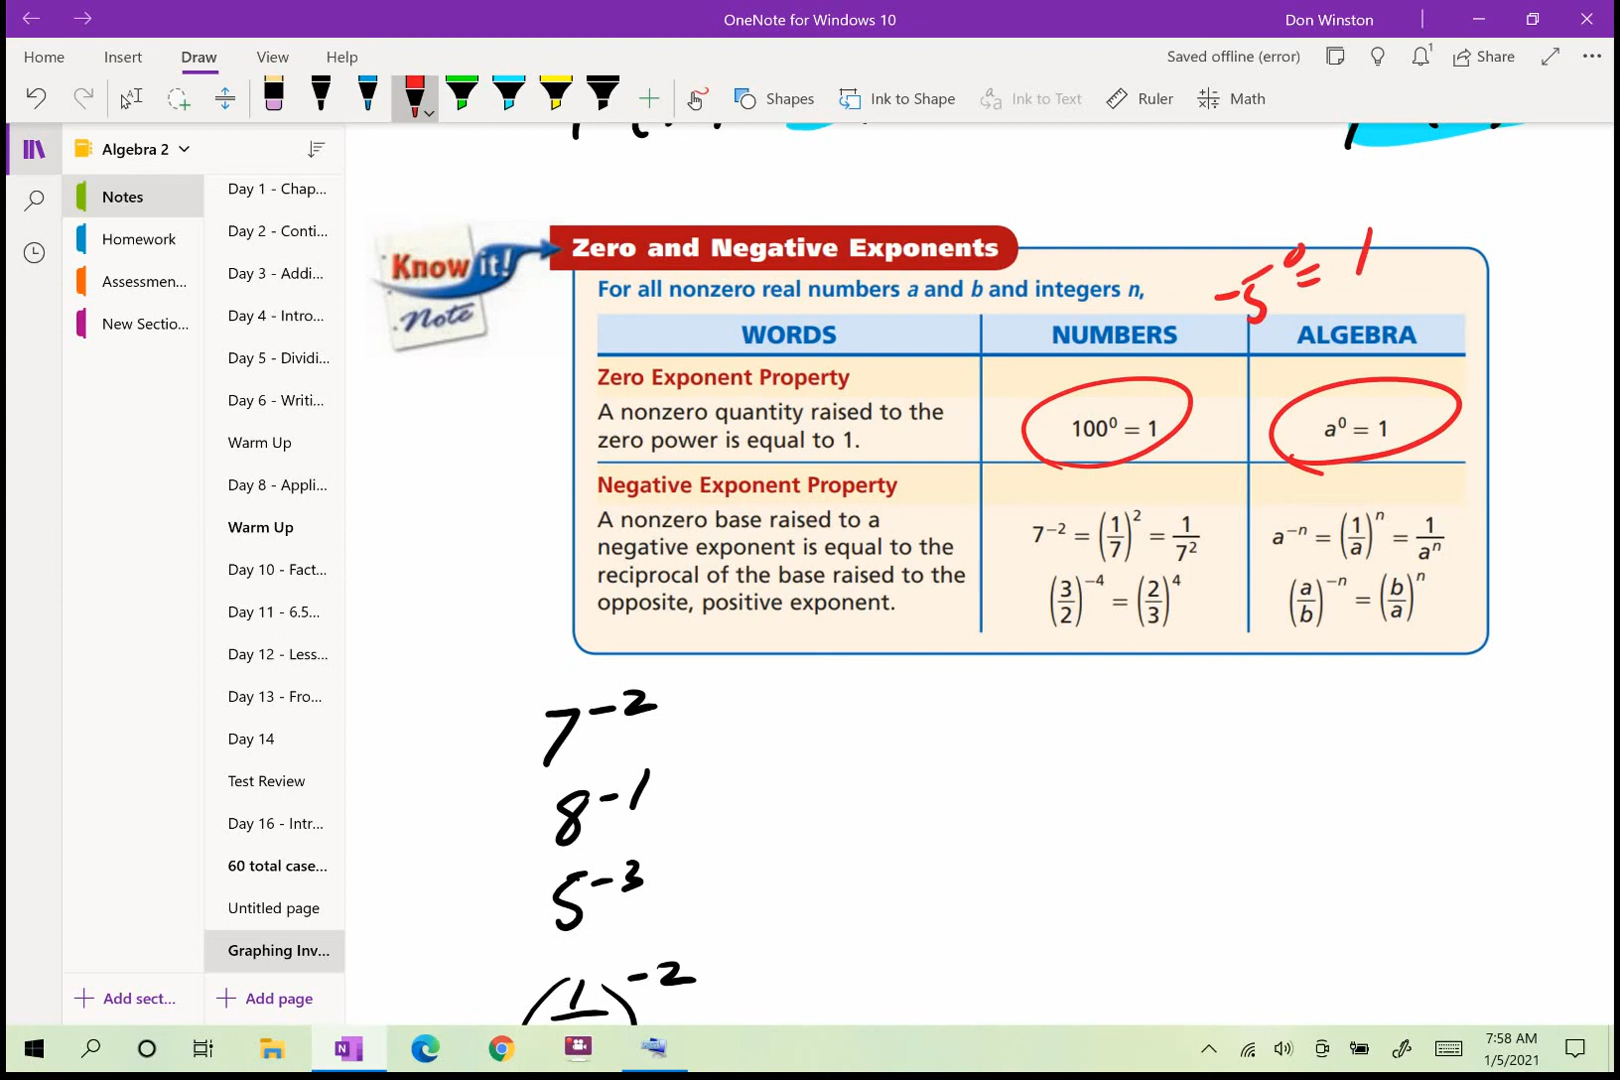 OneNote for Windows 10
Don Winston
Home Insert Draw View Help
Saved offline (error)
Share
Shapes
Ink to Shape
Ink to Text
Ruler
Math
Algebra 2
Notes
Homework
Assessmen...
New Sectio...
Add sect...
Day 1 - Chap...
Day 2 - Conti...
Day 3 - Addi...
Day 4 - Intro...
Day 5 - Dividi...
Day 6 - Writi...
Warm Up
Day 8 - Appli...
Warm Up
Day 10 - Fact...
Day 11 - 6.5...
Day 12 - Less...
Day 13 - Fro...
Day 14
Test Review
Day 16 - Intr...
60 total case...
Untitled page
Graphing Inv...
Add page
Know it!
Note
Zero and Negative Exponents
-5⁰ = 1
For all nonzero real numbers a and b and integers n,
WORDS NUMBERS ALGEBRA
Zero Exponent Property
A nonzero quantity raised to the
zero power is equal to 1.
100⁰ = 1
a⁰ = 1
Negative Exponent Property
A nonzero base raised to a
negative exponent is equal to the
reciprocal of the base raised to the
opposite, positive exponent.
7⁻² = (1/7)² = 1/7²
(3/2)⁻⁴ = (2/3)⁴
a⁻ⁿ = (1/a)ⁿ = 1/aⁿ
(a/b)⁻ⁿ = (b/a)ⁿ
7⁻²
8⁻¹
5⁻³
7:58 AM
1/5/2021